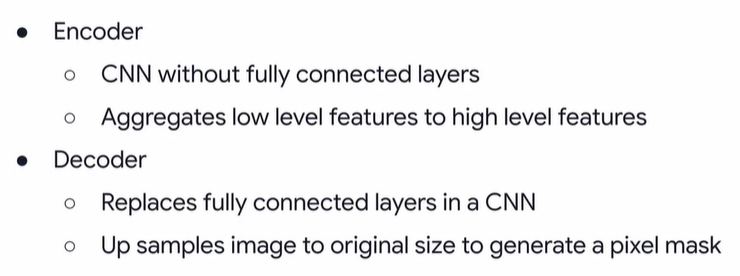 ● Encoder
○ CNN without fully connected layers
○ Aggregates low level features to high level features
● Decoder
○ Replaces fully connected layers in a CNN
○ Up samples image to original size to generate a pixel mask